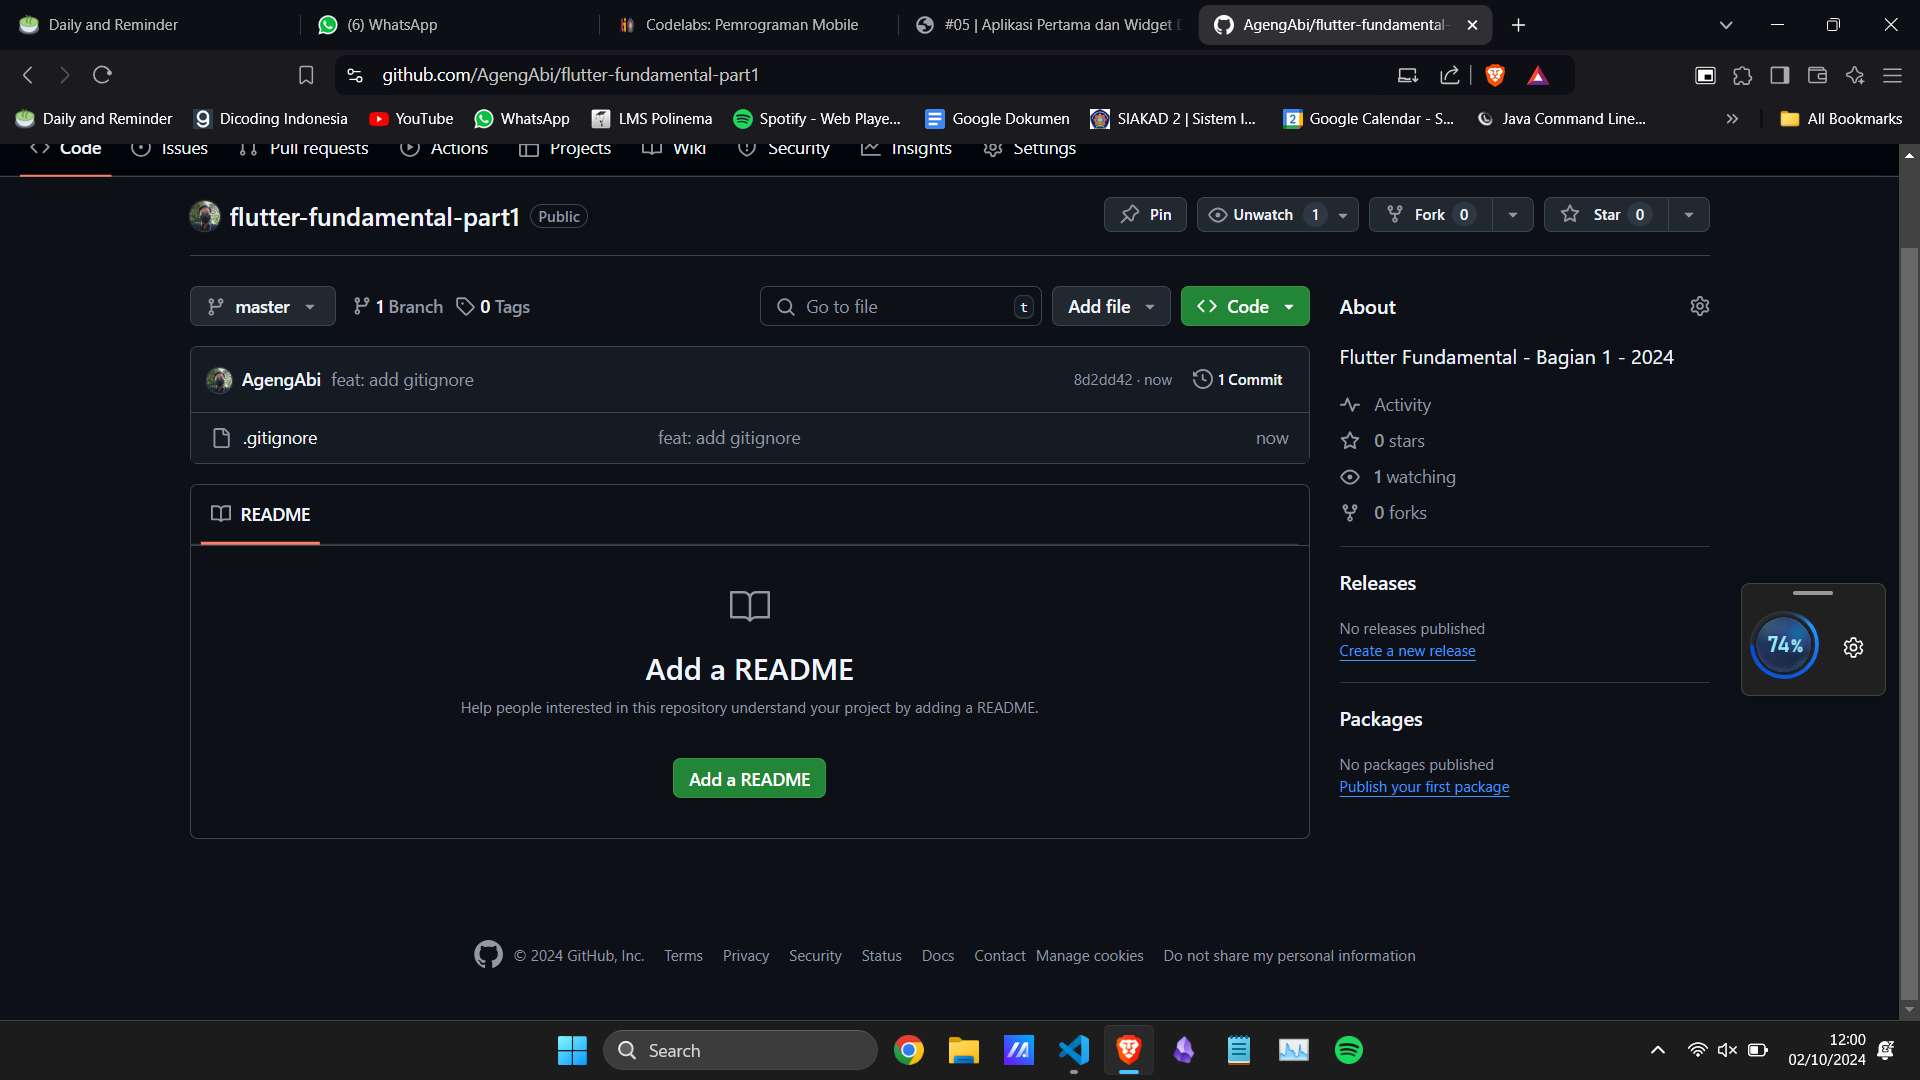 Daily and Reminder
(6) WhatsApp
Codelabs: Pemrograman Mobile
#05 | Aplikasi Pertama dan Widget
AgengAbi/flutter-fundamental-
github.com/AgengAbi/flutter-fundamental-part1
Daily and Reminder
Dicoding Indonesia
YouTube
WhatsApp
LMS Polinema
Spotify - Web Playe...
Google Dokumen
SIAKAD 2 | Sistem I...
Google Calendar - S...
Java Command Line...
All Bookmarks
Code
Issues
Pull requests
Actions
Projects
Wiki
Security
Insights
Settings
flutter-fundamental-part1
Public
Pin
Unwatch 1
Fork 0
Star 0
master
1 Branch
0 Tags
Go to file
t
Add file
Code
AgengAbi feat: add gitignore
8d2dd42 · now
1 Commit
.gitignore
feat: add gitignore
now
README
Add a README
Help people interested in this repository understand your project by adding a README.
Add a README
About
Flutter Fundamental - Bagian 1 - 2024
Activity
0 stars
1 watching
0 forks
Releases
No releases published
Create a new release
Packages
No packages published
Publish your first package
74%
© 2024 GitHub, Inc.
Terms
Privacy
Security
Status
Docs
Contact
Manage cookies
Do not share my personal information
Search
12:00
02/10/2024